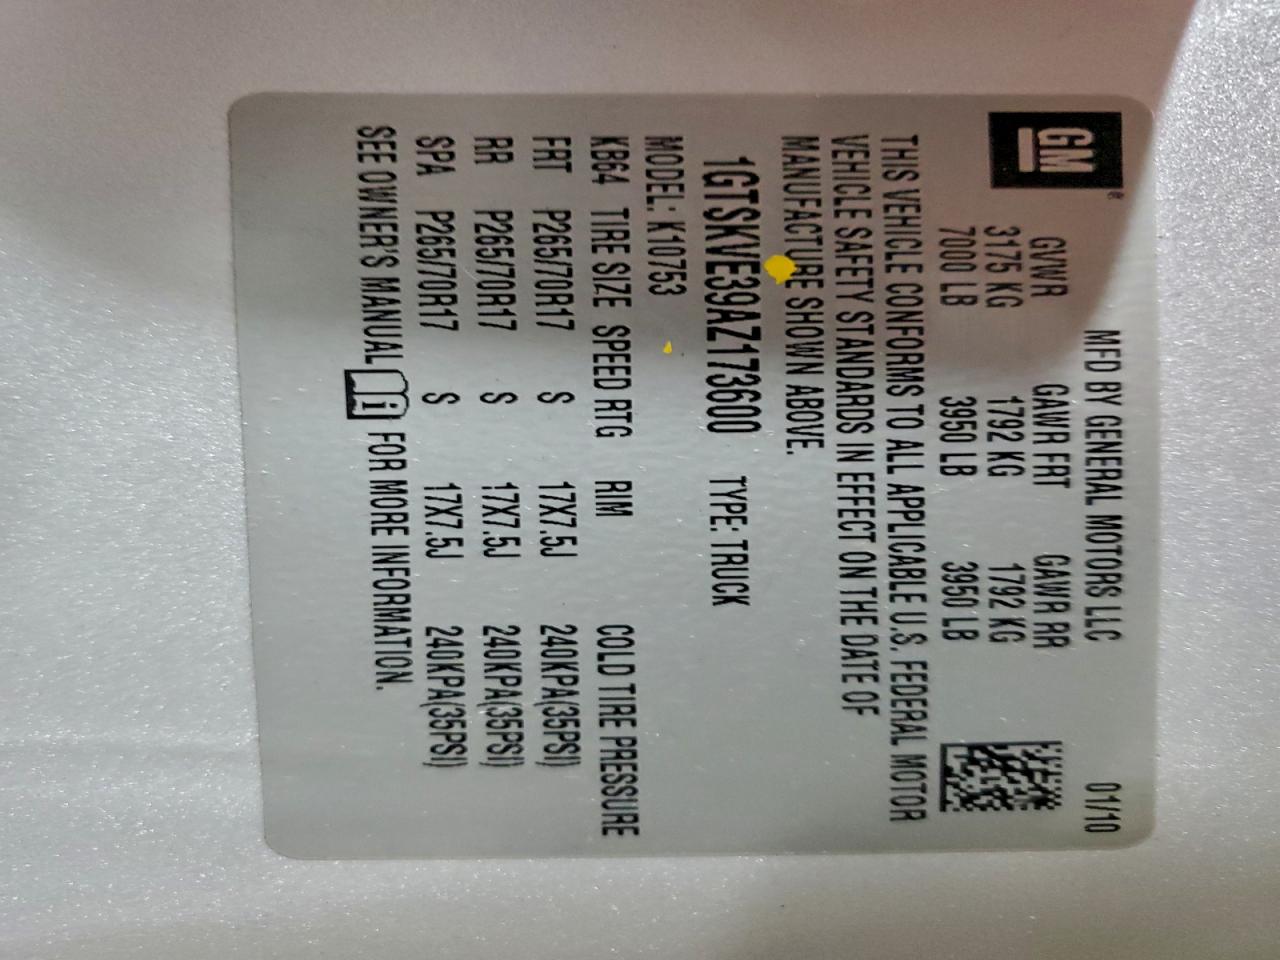 GM®
MFD BY GENERAL MOTORS LLC 01/10
GVWR GAWR FRT GAWR RR
3175 KG 1792 KG 1792 KG
7000 LB 3950 LB 3950 LB
THIS VEHICLE CONFORMS TO ALL APPLICABLE U.S. FEDERAL MOTOR
VEHICLE SAFETY STANDARDS IN EFFECT ON THE DATE OF
MANUFACTURE SHOWN ABOVE.
1GTSKVE39AZ173600 TYPE: TRUCK
MODEL: K10753
KB64 TIRE SIZE SPEED RTG RIM COLD TIRE PRESSURE
FRT P265/70R17 S 17X7.5J 240KPA(35PSI)
RR P265/70R17 S 17X7.5J 240KPA(35PSI)
SPA P265/70R17 S 17X7.5J 240KPA(35PSI)
SEE OWNER'S MANUAL i FOR MORE INFORMATION.